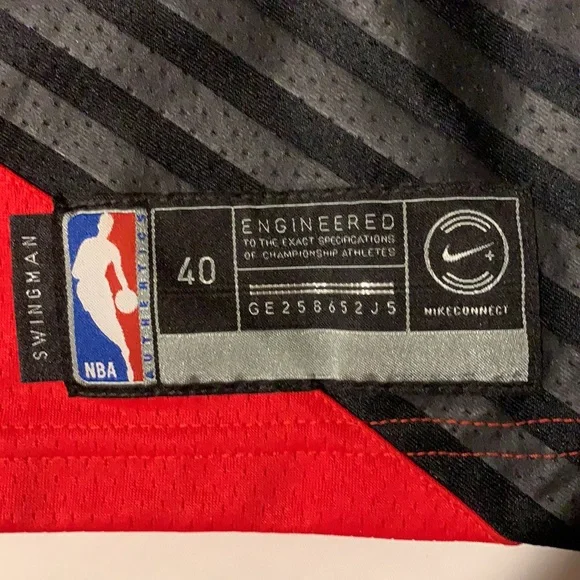 SWINGMAN
NBA
AUTHENTICS
40
ENGINEERED
TO THE EXACT SPECIFICATIONS
OF CHAMPIONSHIP ATHLETES
GE258652J5
NIKECONNECT